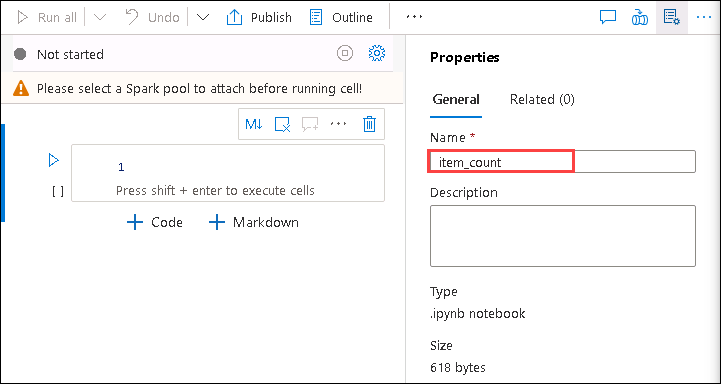 Run all Undo Publish Outline
Not started
Please select a Spark pool to attach before running cell!
M↓
1
[ ] Press shift + enter to execute cells
+ Code + Markdown
Properties
General Related (0)
Name *
item_count
Description
Type
.ipynb notebook
Size
618 bytes